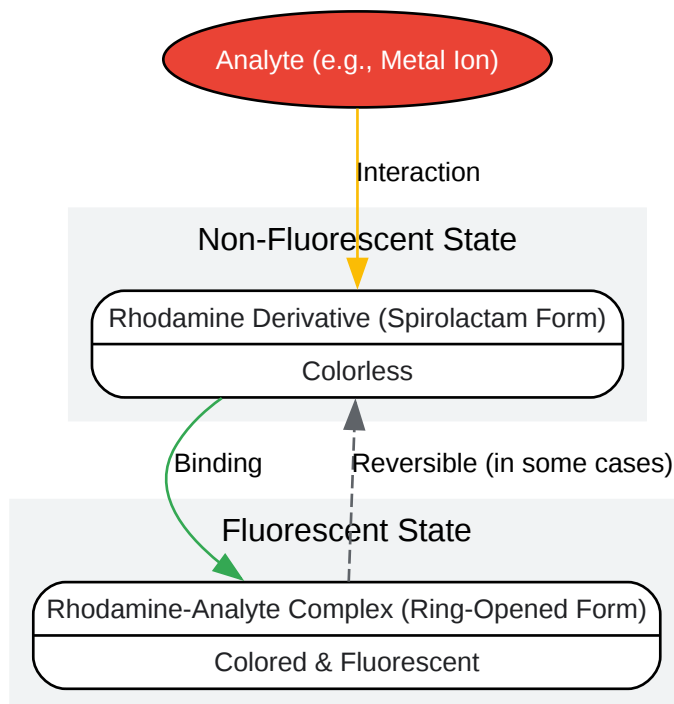 Analyte (e.g., Metal Ion)
Interaction
Non-Fluorescent State
Rhodamine Derivative (Spirolactam Form)
Colorless
Binding
Reversible (in some cases)
Fluorescent State
Rhodamine-Analyte Complex (Ring-Opened Form)
Colored & Fluorescent